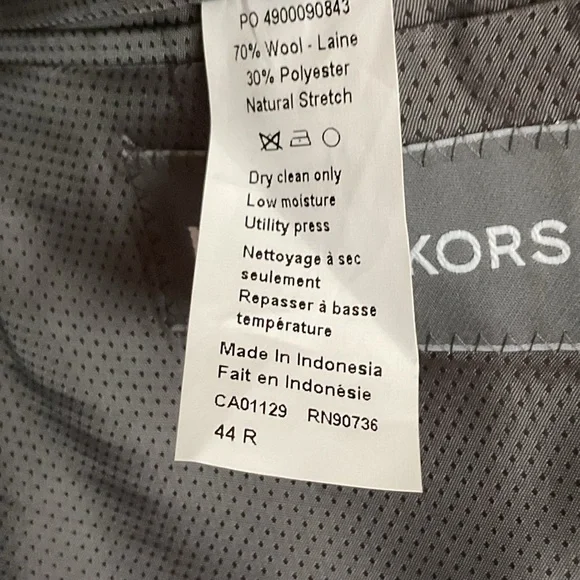 PO 4900090843
70% Wool - Laine
30% Polyester
Natural Stretch
Dry clean only
Low moisture
Utility press
Nettoyage à sec
seulement
Repasser à basse
température
Made In Indonesia
Fait en Indonésie
CA01129 RN90736
44 R
KORS